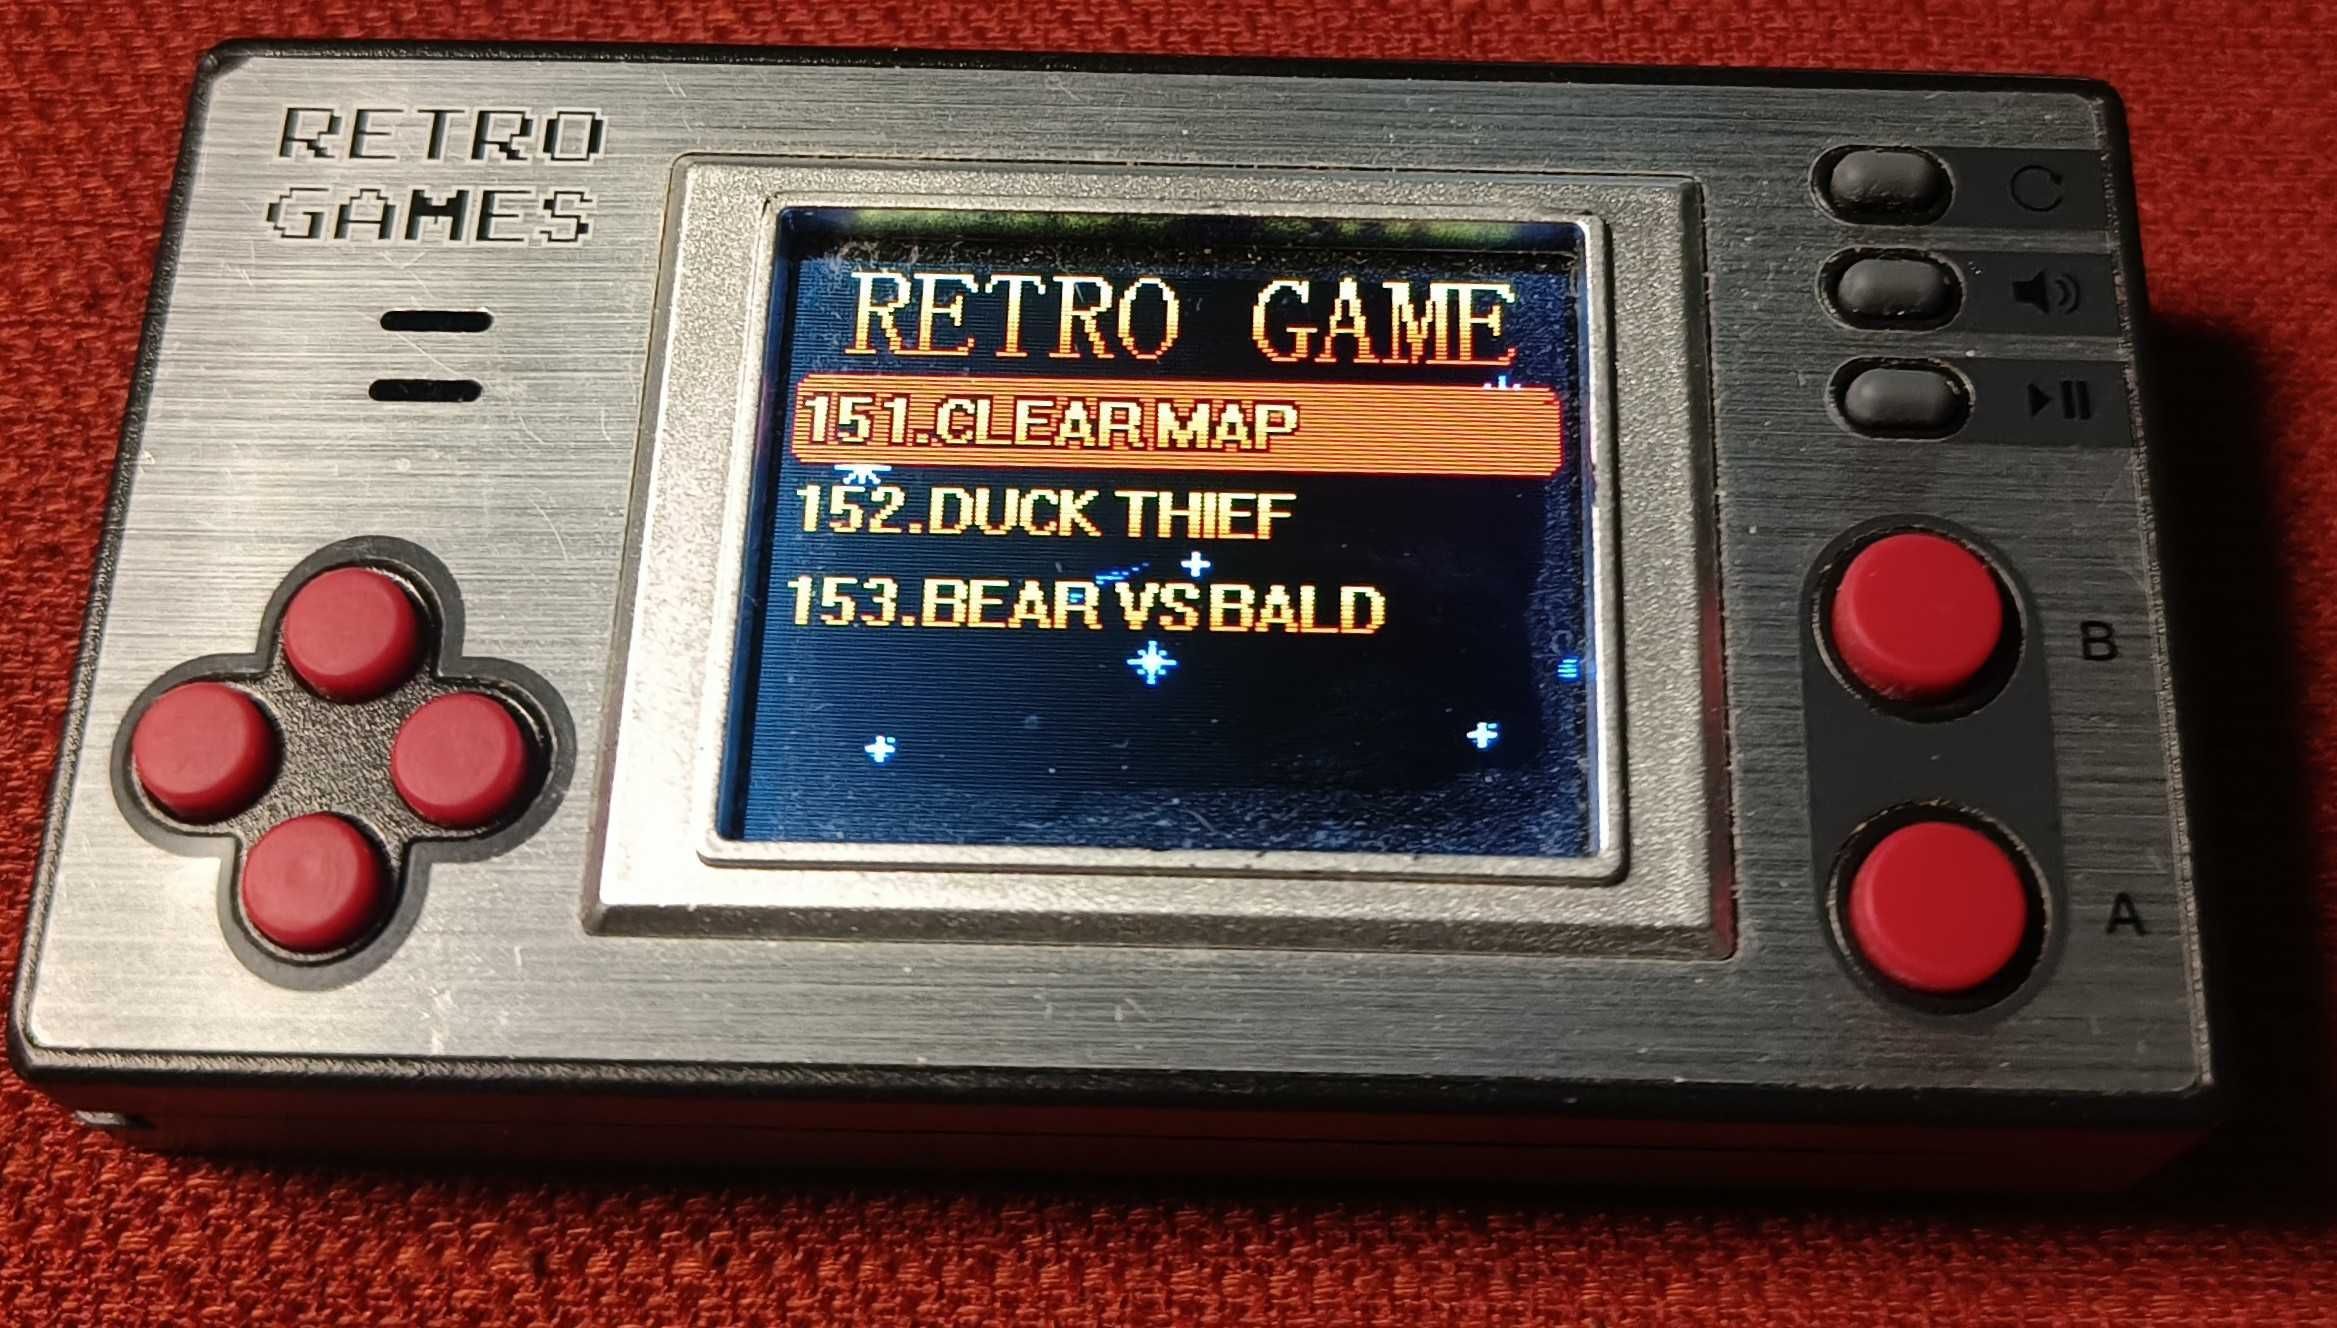 RETRO
GAMES
RETRO GAME
151.CLEAR MAP
152.DUCK THIEF
153.BEAR VS BALD
B
A